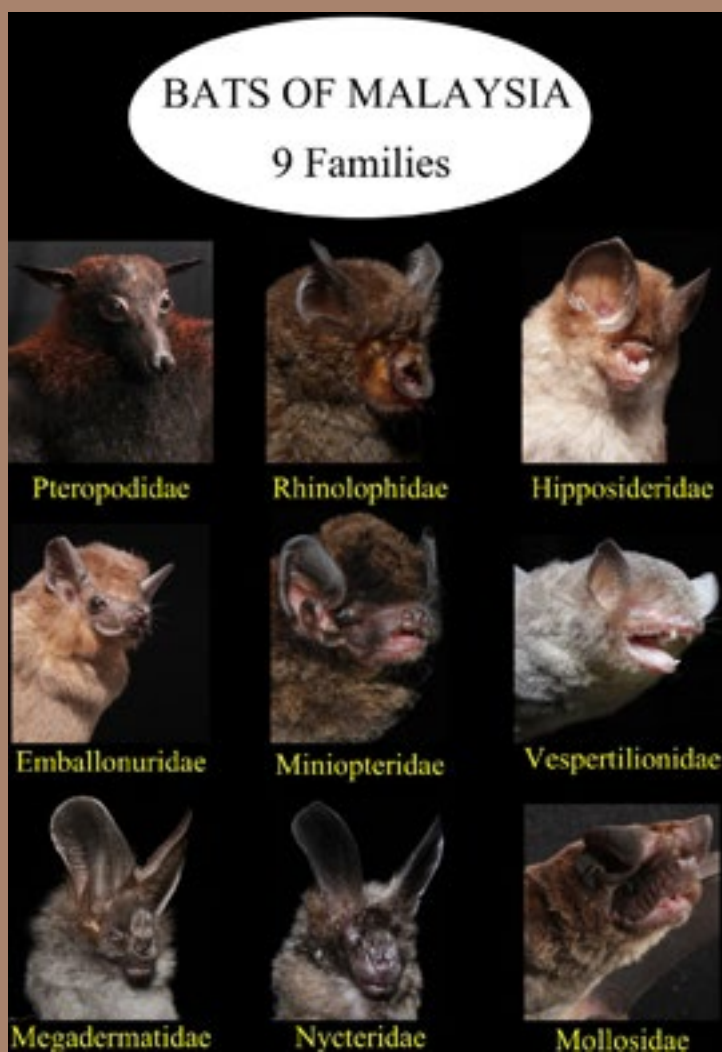 BATS OF MALAYSIA
9 Families
Pteropodidae
Rhinolophidae
Hipposideridae
Emballonuridae
Miniopteridae
Vespertilionidae
Megadermatidae
Nycteridae
Mollosidae